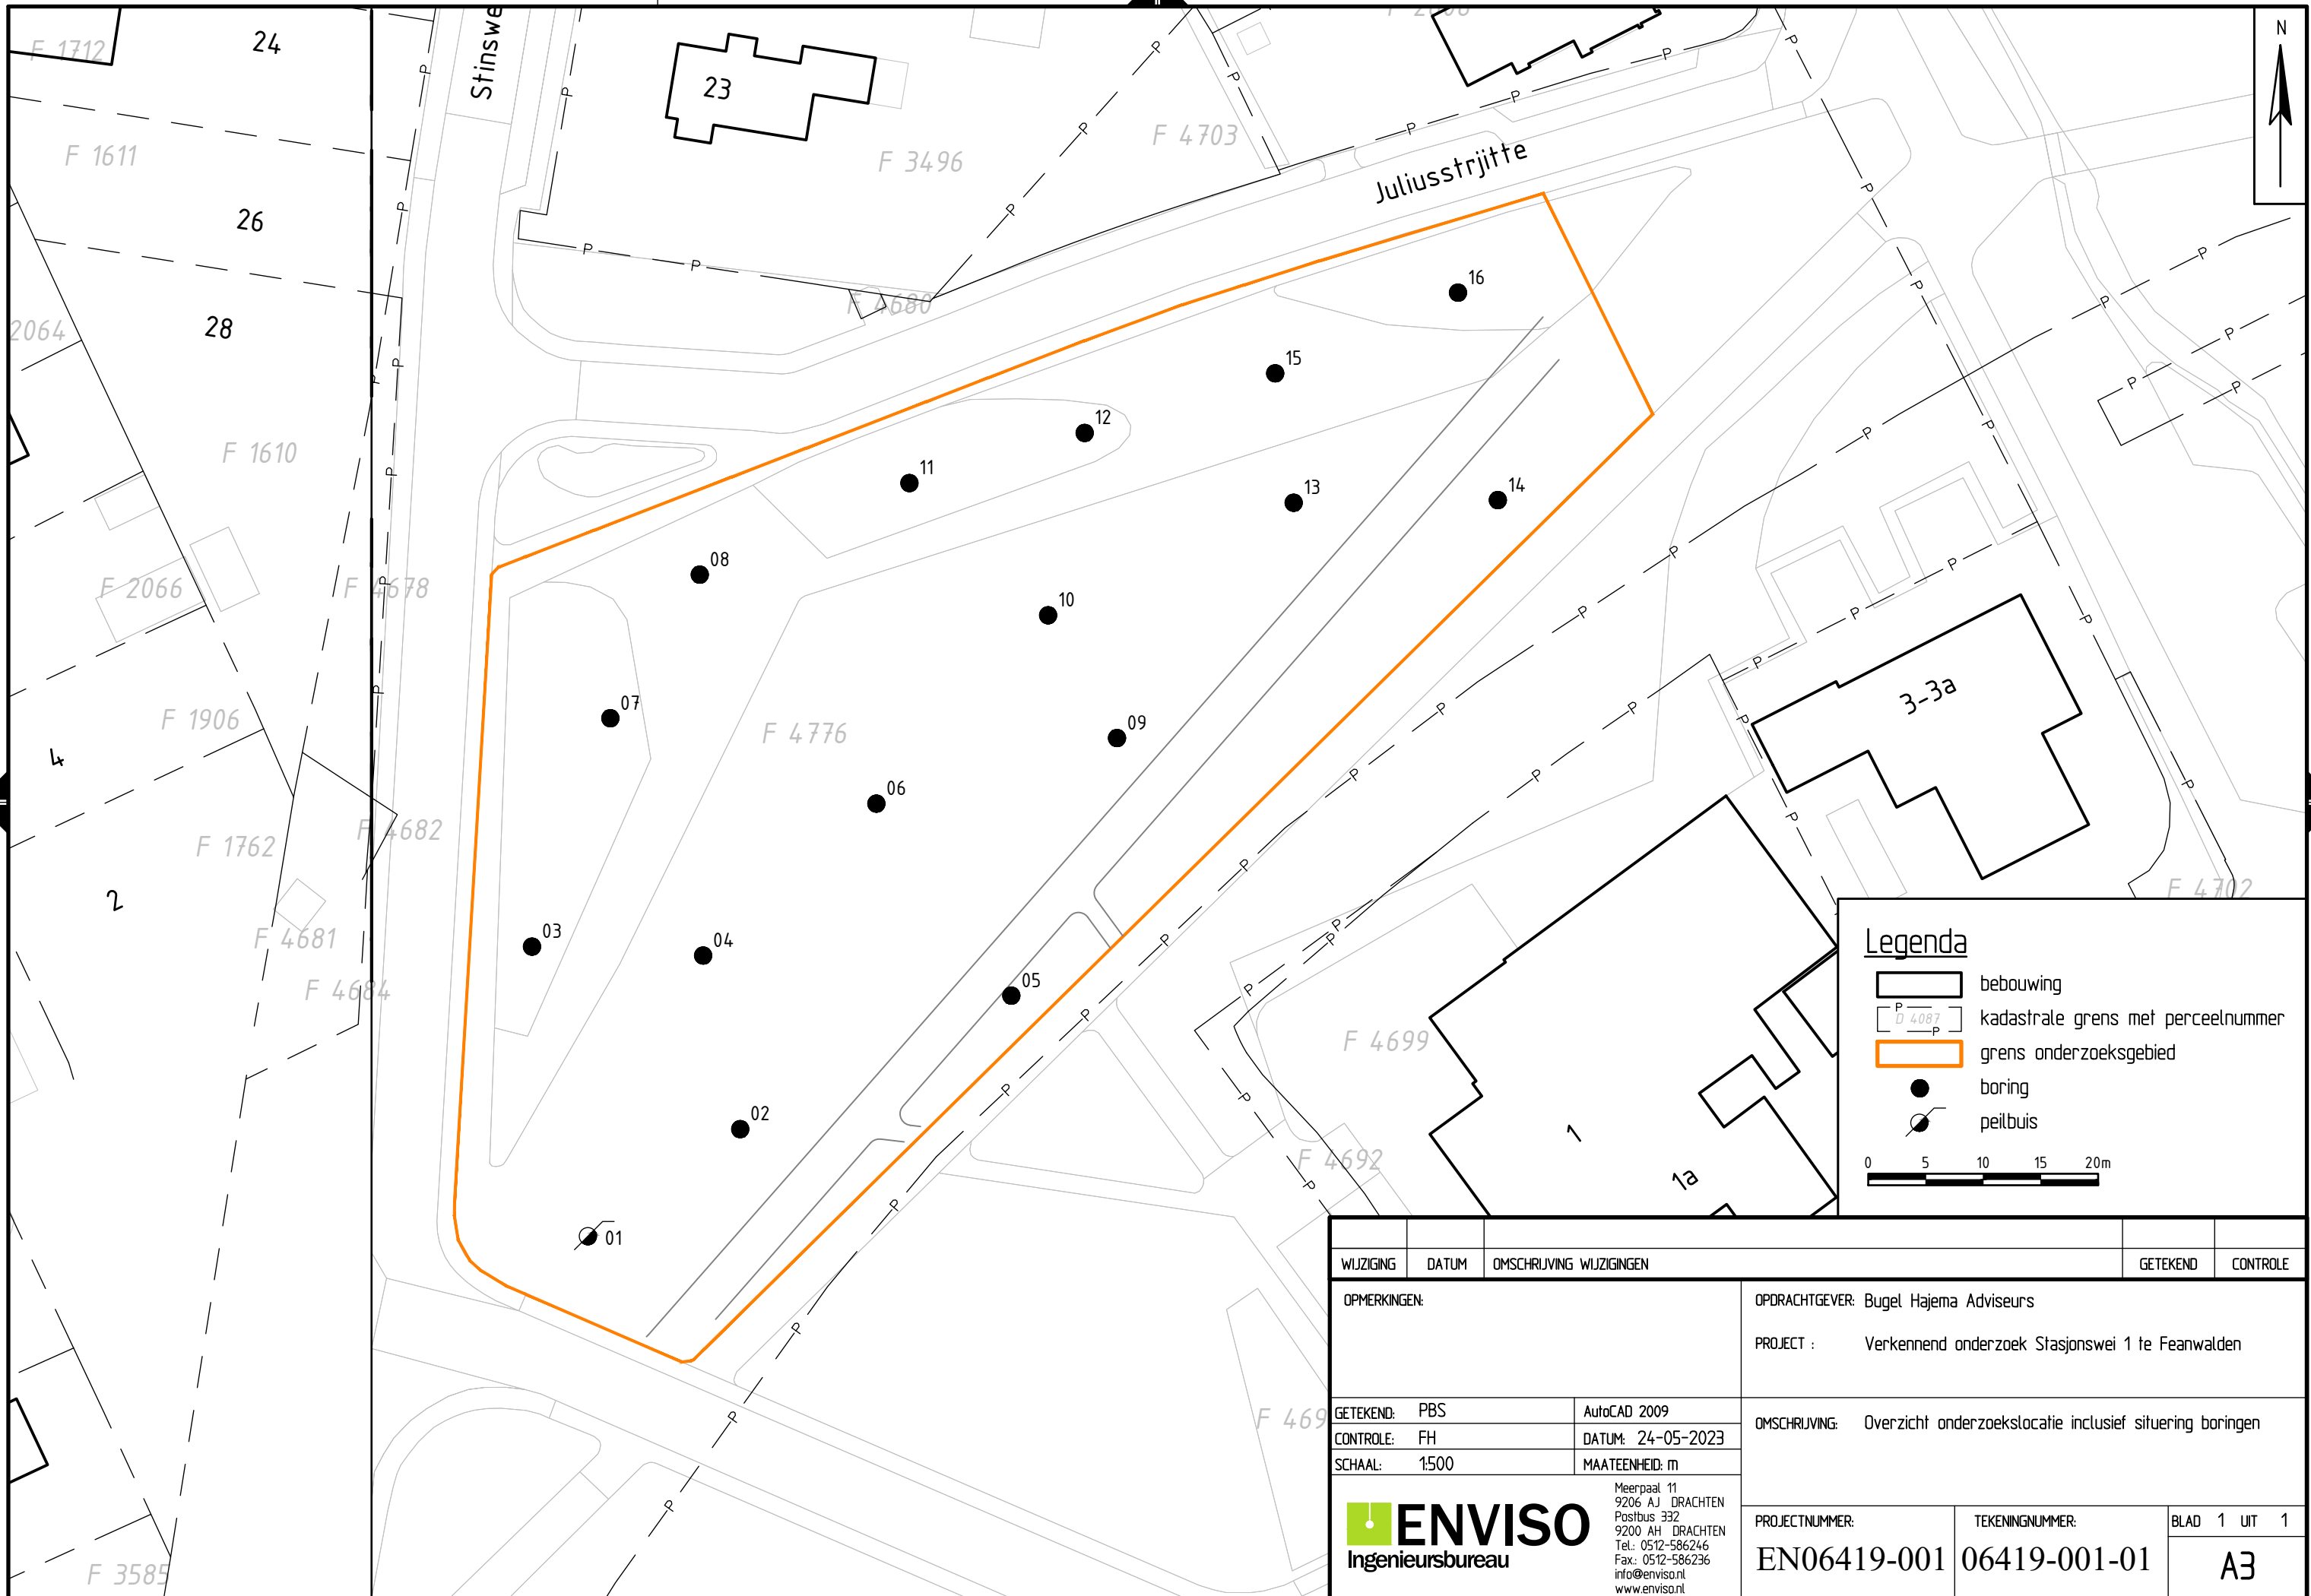 F 1712
24
Stinswe
23
F 2606
N
F 1611
F 3496
F 4703
Juliusstrjitte
26
28
2064
F 4680
16
15
12
11
13
14
F 1610
08
10
F 2066
F 4678
07
F 4776
09
F 1906
4
06
3-3a
F 4682
F 1762
2
F 4681
03
04
05
F 4684
F 4699
F 4702
02
F 4692
01
1
1a
F 469
F 3585
Legenda
bebouwing
P D 4087 P kadastrale grens met perceelnummer
grens onderzoeksgebied
boring
peilbuis
0 5 10 15 20m
WIJZIGING DATUM OMSCHRIJVING WIJZIGINGEN GETEKEND CONTROLE
OPMERKINGEN:
OPDRACHTGEVER: Bugel Hajema Adviseurs
PROJECT : Verkennend onderzoek Stasjonswei 1 te Feanwalden
GETEKEND: PBS AutoCAD 2009
CONTROLE: FH DATUM: 24-05-2023
SCHAAL: 1:500 MAATEENHEID: m
OMSCHRIJVING: Overzicht onderzoekslocatie inclusief situering boringen
ENVISO
Ingenieursbureau
Meerpaal 11
9206 AJ DRACHTEN
Postbus 332
9200 AH DRACHTEN
Tel.: 0512-586246
Fax.: 0512-586236
info@enviso.nl
www.enviso.nl
PROJECTNUMMER:
EN06419-001
TEKENINGNUMMER:
06419-001-01
BLAD 1 UIT 1
A3